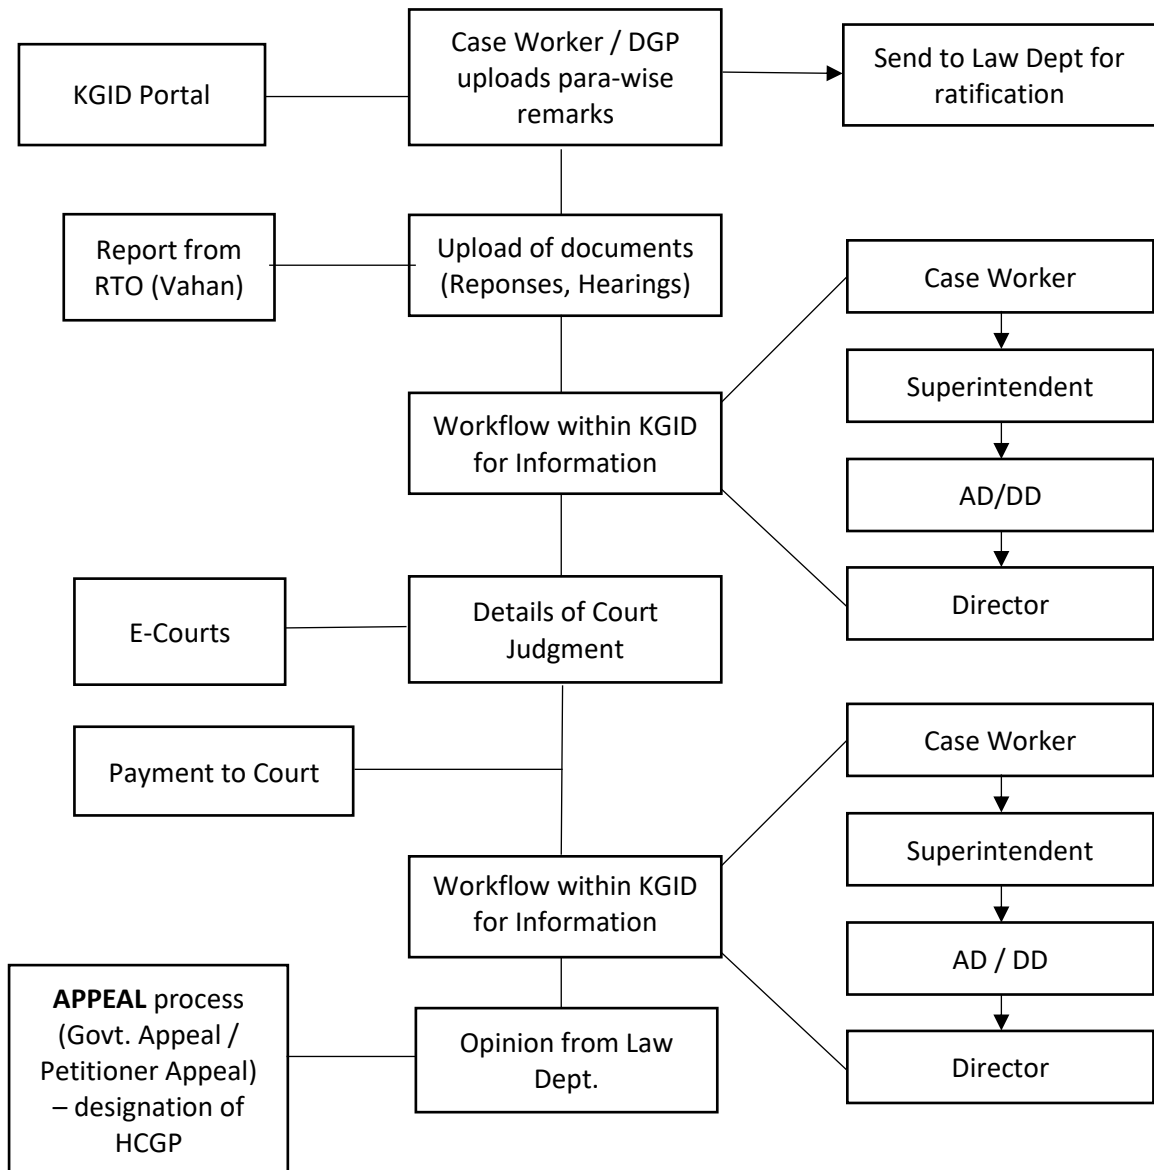 KGID Portal
Case Worker / DGP
uploads para-wise
remarks
Send to Law Dept for
ratification
Report from
RTO (Vahan)
Upload of documents
(Reponses, Hearings)
Case Worker
Superintendent
AD/DD
Director
Workflow within KGID
for Information
E-Courts
Details of Court
Judgment
Payment to Court
Case Worker
Superintendent
AD / DD
Director
Workflow within KGID
for Information
APPEAL process
(Govt. Appeal /
Petitioner Appeal)
– designation of
HCGP
Opinion from Law
Dept.